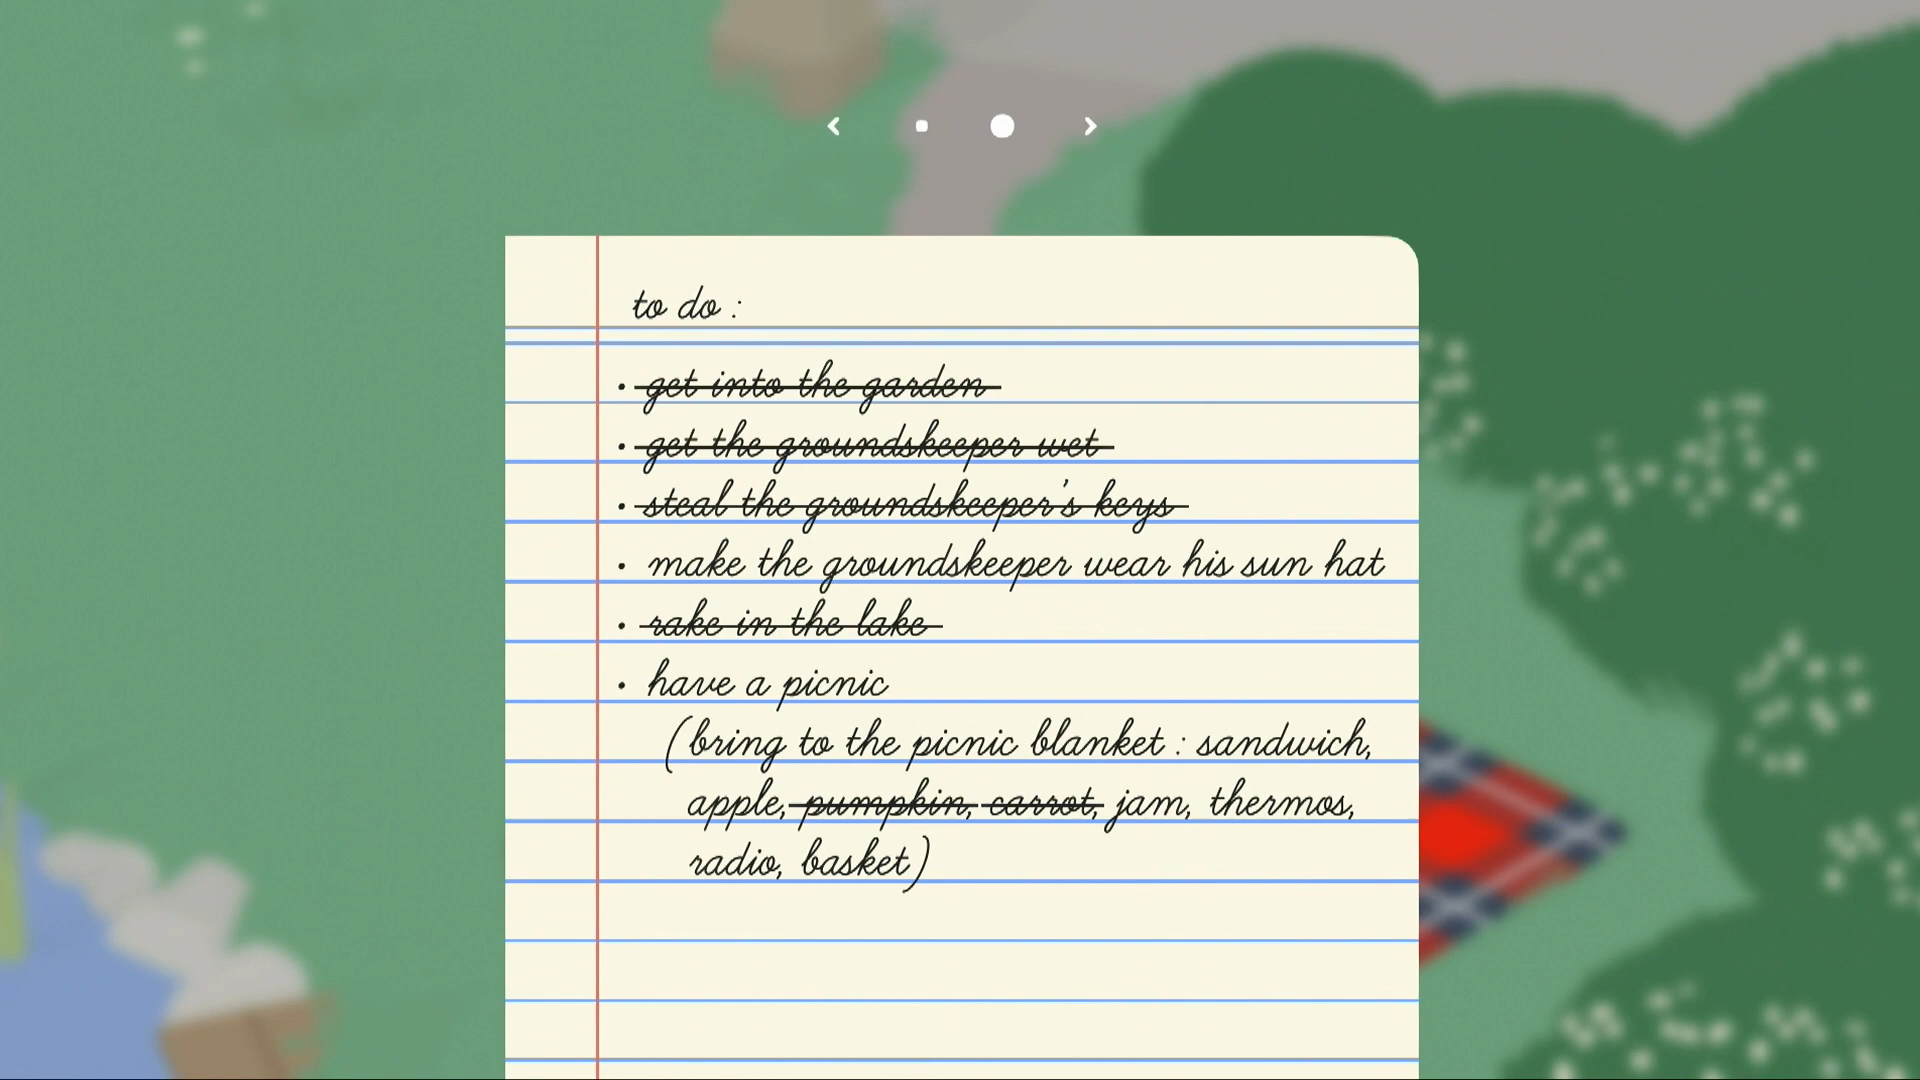 to do :
• get into the garden
• get the groundskeeper wet
• steal the groundskeeper's keys
• make the groundskeeper wear his sun hat
• rake in the lake
• have a picnic
(bring to the picnic blanket : sandwich,
apple, pumpkin, carrot, jam, thermos,
radio, basket)